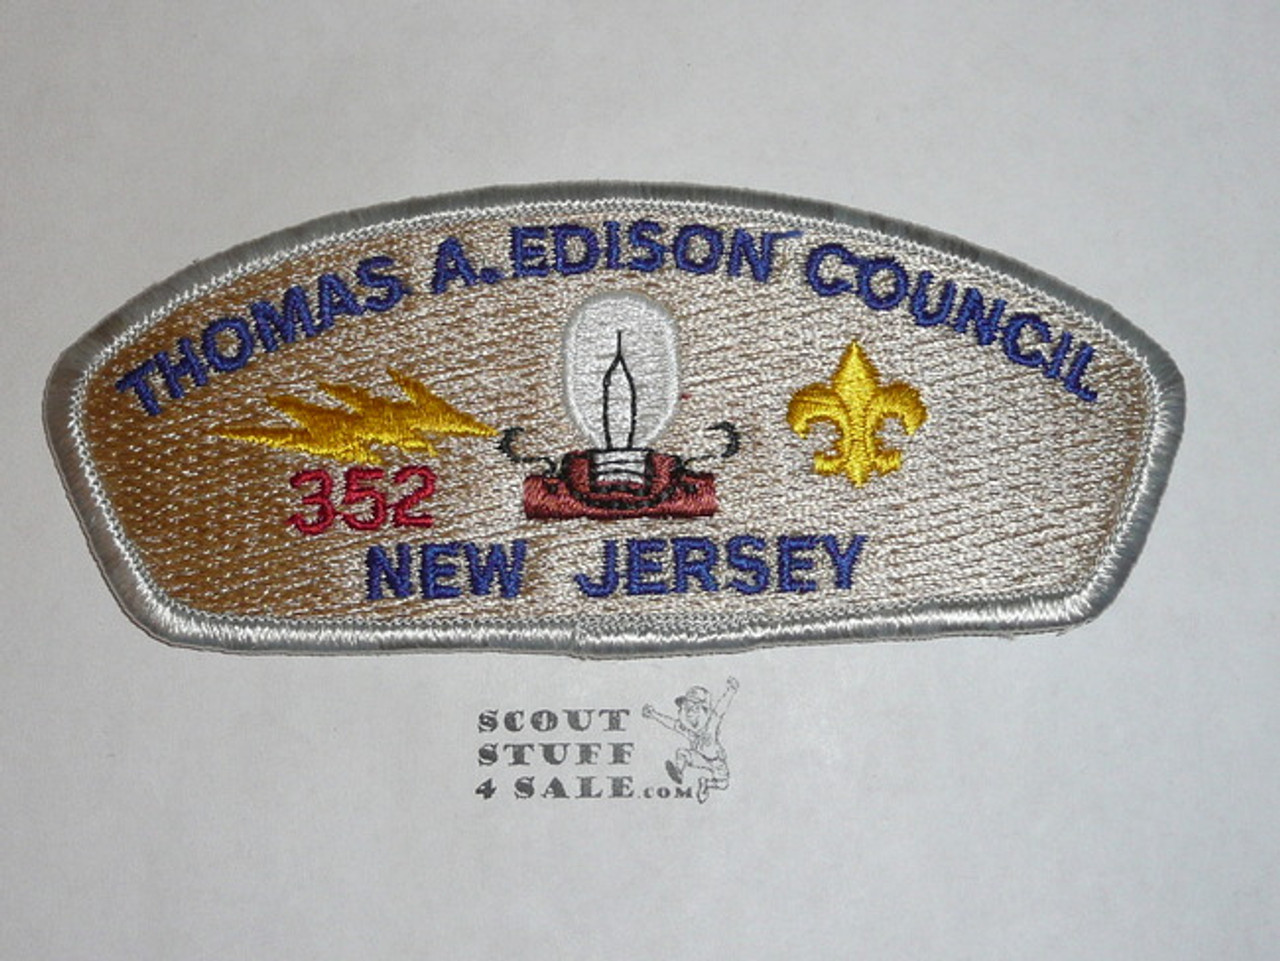 THOMAS A. EDISON COUNCIL
352
NEW JERSEY
SCOUT
STUFF
4 SALE.COM